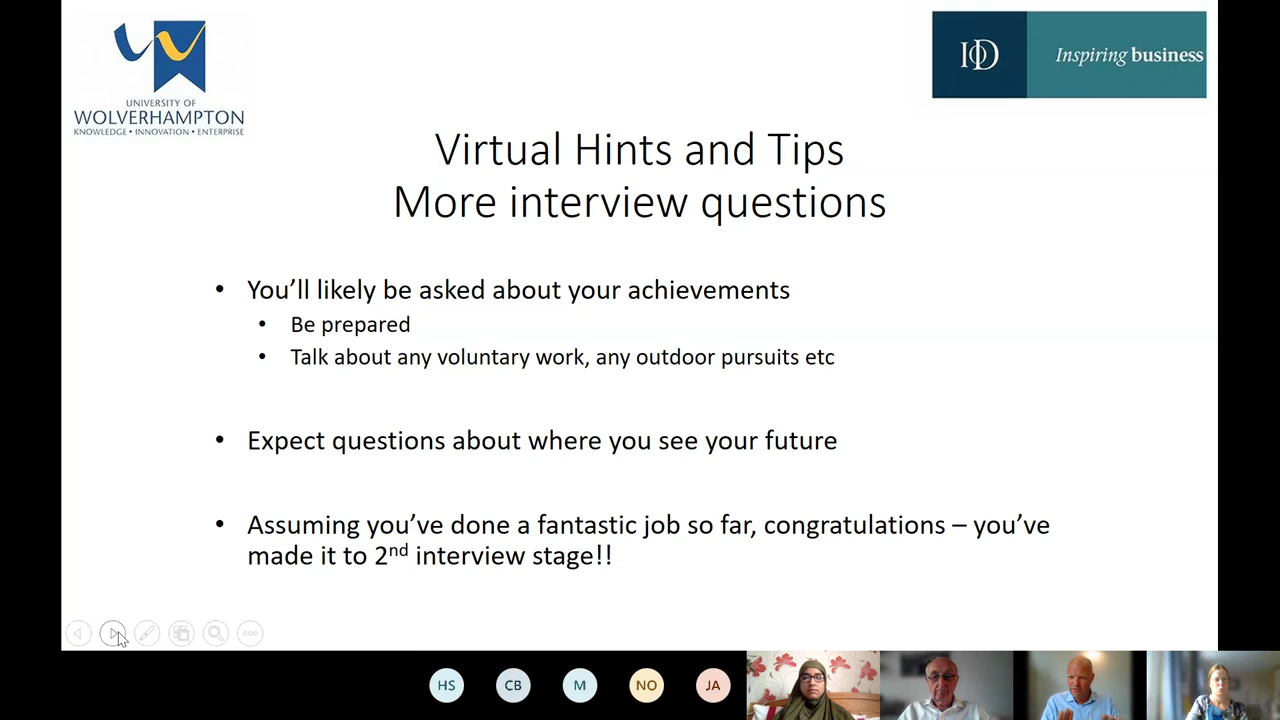 UNIVERSITY OF
WOLVERHAMPTON
KNOWLEDGE • INNOVATION • ENTERPRISE
IOD
Inspiring business
Virtual Hints and Tips
More interview questions
• You’ll likely be asked about your achievements
• Be prepared
• Talk about any voluntary work, any outdoor pursuits etc
• Expect questions about where you see your future
• Assuming you’ve done a fantastic job so far, congratulations – you’ve
made it to 2nd interview stage!!
HS CB M NO JA